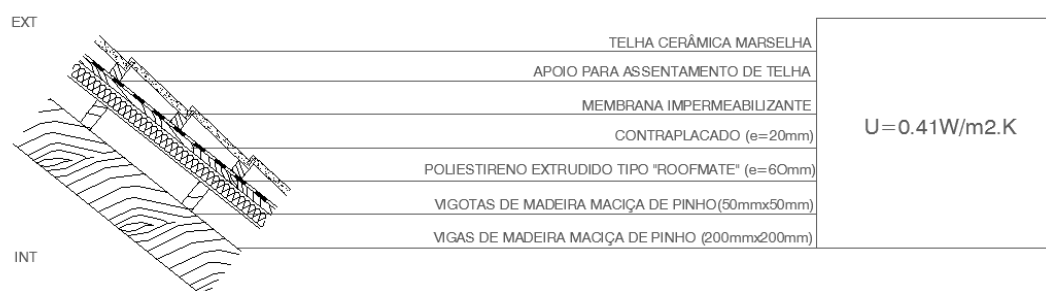 EXT
TELHA CERÂMICA MARSELHA
APOIO PARA ASSENTAMENTO DE TELHA
MEMBRANA IMPERMEABILIZANTE
CONTRAPLACADO (e=20mm)
U=0.41W/m2.K
POLIESTIRENO EXTRUDIDO TIPO "ROOFMATE" (e=60mm)
VIGOTAS DE MADEIRA MACIÇA DE PINHO(50mmx50mm)
VIGAS DE MADEIRA MACIÇA DE PINHO (200mmx200mm)
INT